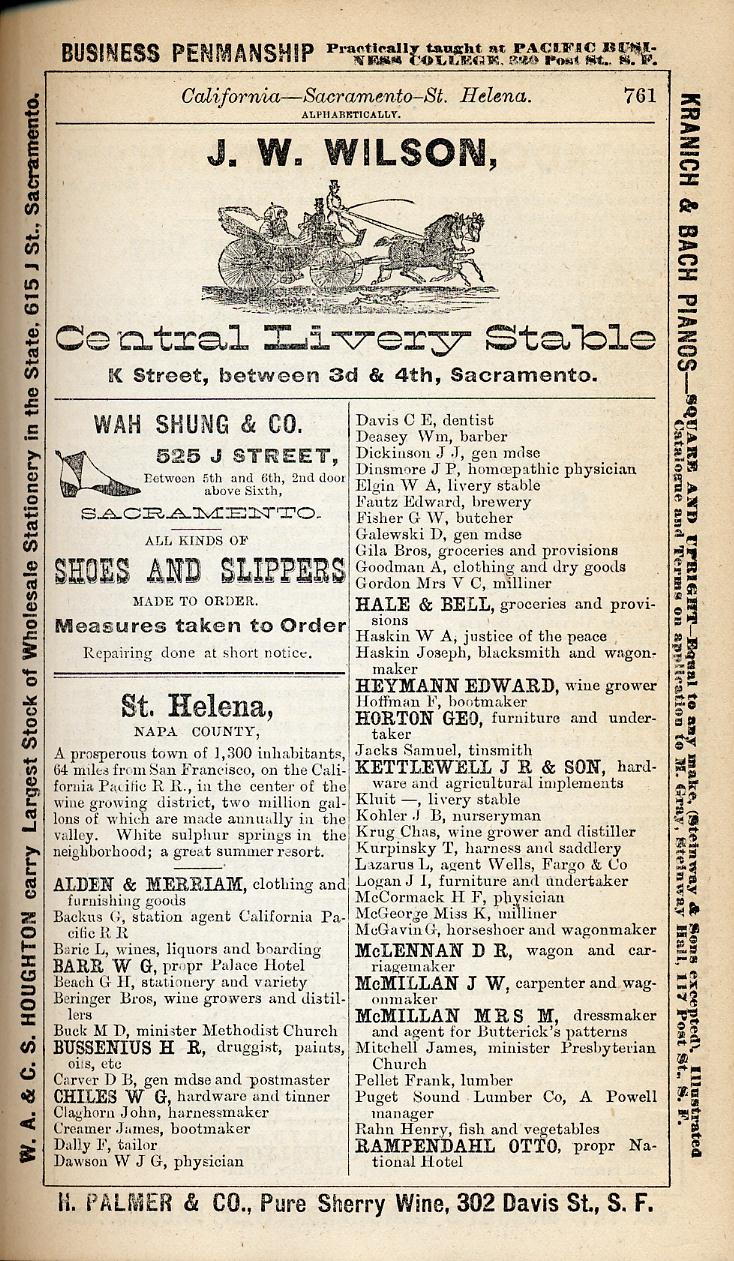 BUSINESS PENMANSHIP Practically taught at PACIFIC BUSI-
NESS COLLEGE, 320 Post St., S. F.
California—Sacramento–St. Helena. 761
ALPHABETICALLY.
J. W. WILSON,
Central Livery Stable
K Street, between 3d & 4th, Sacramento.
WAH SHUNG & CO.
525 J STREET,
Between 5th and 6th, 2nd door
above Sixth,
SACRAMENTO.
ALL KINDS OF
SHOES AND SLIPPERS
MADE TO ORDER.
Measures taken to Order
Repairing done at short notice.
St. Helena,
NAPA COUNTY,
A prosperous town of 1,300 inhabitants,
64 miles from San Francisco, on the Cali-
fornia Pacific R R., in the center of the
wine growing district, two million gal-
lons of which are made annually in the
valley. White sulphur springs in the
neighborhood; a great summer resort.
ALDEN & MERRIAM, clothing and
furnishing goods
Backus G, station agent California Pa-
cific R R
Baric L, wines, liquors and boarding
BARR W G, propr Palace Hotel
Beach G H, stationery and variety
Beringer Bros, wine growers and distil-
lers
Buck M D, minister Methodist Church
BUSSENIUS H R, druggist, paints,
oils, etc
Carver D B, gen mdse and postmaster
CHILES W G, hardware and tinner
Claghorn John, harnessmaker
Creamer James, bootmaker
Dally F, tailor
Dawson W J G, physician
Davis C E, dentist
Deasey Wm, barber
Dickinson J J, gen mdse
Dinsmore J P, homœpathic physician
Elgin W A, livery stable
Fautz Edward, brewery
Fisher G W, butcher
Galewski D, gen mdse
Gila Bros, groceries and provisions
Goodman A, clothing and dry goods
Gordon Mrs V C, milliner
HALE & BELL, groceries and provi-
sions
Haskin W A, justice of the peace
Haskin Joseph, blacksmith and wagon-
maker
HEYMANN EDWARD, wine grower
Hoffman F, bootmaker
HORTON GEO, furniture and under-
taker
Jacks Samuel, tinsmith
KETTLEWELL J R & SON, hard-
ware and agricultural implements
Kluit —, livery stable
Kohler J B, nurseryman
Krug Chas, wine grower and distiller
Kurpinsky T, harness and saddlery
Lazarus L, agent Wells, Fargo & Co
Logan J I, furniture and undertaker
McCormack H F, physician
McGeorge Miss K, milliner
McGavin G, horseshoer and wagonmaker
McLENNAN D R, wagon and car-
riagemaker
McMILLAN J W, carpenter and wag-
onmaker
McMILLAN MRS M, dressmaker
and agent for Butterick's patterns
Mitchell James, minister Presbyterian
Church
Pellet Frank, lumber
Puget Sound Lumber Co, A Powell
manager
Rahn Henry, fish and vegetables
RAMPENDAHL OTTO, propr Na-
tional Hotel
H. PALMER & CO., Pure Sherry Wine, 302 Davis St., S. F.
W. A. & C. S. HOUGHTON carry Largest Stock of Wholesale Stationery in the State, 615 J St., Sacramento.
KRANICH & BACH PIANOS—SQUARE AND UPRIGHT—Equal to any make, (Steinway & Sons excepted), Illustrated
Catalogue and Terms on application to M. Gray, Steinway Hall, 117 Post St., S. F.